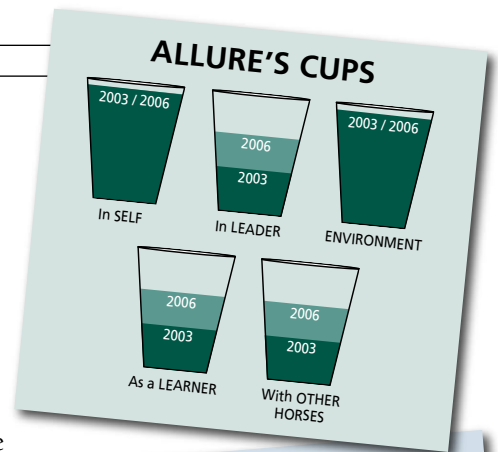 ALLURE'S CUPS
2003 / 2006
2006
2003
2003 / 2006
In SELF
In LEADER
ENVIRONMENT
2006
2003
2006
2003
As a LEARNER
With OTHER
HORSES